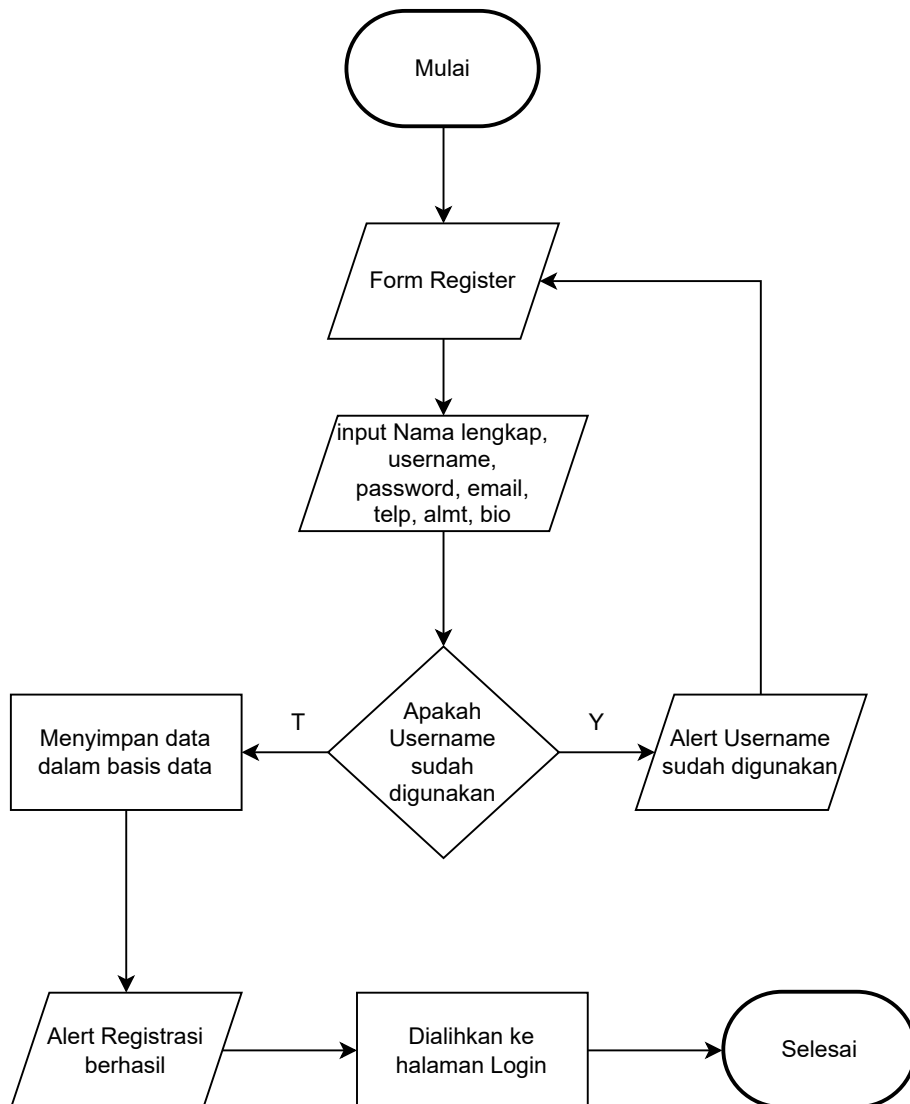 Mulai
Form Register
input Nama lengkap,
username,
password, email,
telp, almt, bio
Apakah
Username
sudah
digunakan
T
Y
Menyimpan data
dalam basis data
Alert Username
sudah digunakan
Alert Registrasi
berhasil
Dialihkan ke
halaman Login
Selesai